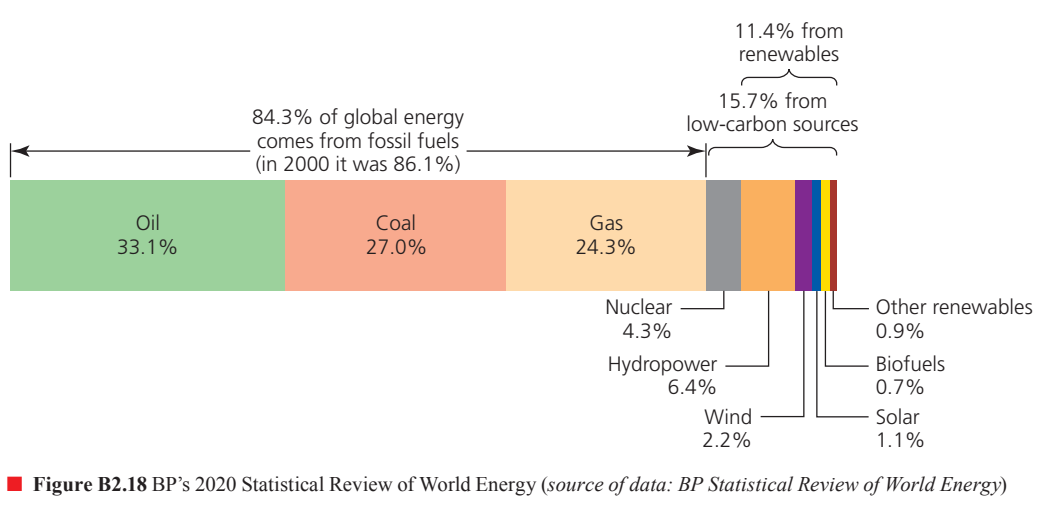 11.4% from
renewables
15.7% from
low-carbon sources
84.3% of global energy
comes from fossil fuels
(in 2000 it was 86.1%)
Oil
33.1%
Coal
27.0%
Gas
24.3%
Nuclear
4.3%
Hydropower
6.4%
Wind
2.2%
Other renewables
0.9%
Biofuels
0.7%
Solar
1.1%
Figure B2.18 BP's 2020 Statistical Review of World Energy (source of data: BP Statistical Review of World Energy)